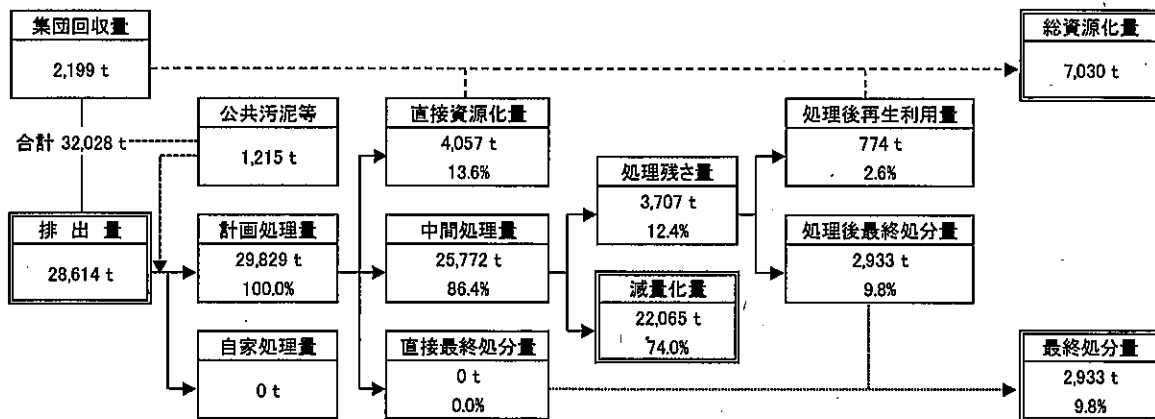 集団回収量
2,199 t
総資源化量
7,030 t
合計 32,028 t
公共汚泥等
1,215 t
直接資源化量
4,057 t
13.6%
処理後再生利用量
774 t
2.6%
処理残さ量
3,707 t
12.4%
排出量
28,614 t
計画処理量
29,829 t
100.0%
中間処理量
25,772 t
86.4%
処理後最終処分量
2,933 t
9.8%
減量化量
22,065 t
74.0%
自家処理量
0 t
直接最終処分量
0 t
0.0%
最終処分量
2,933 t
9.8%